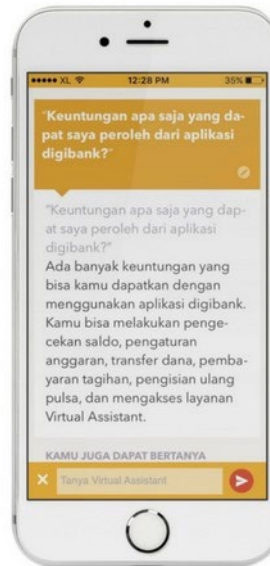 ●●●●● XL 12:28 PM 35%
"Keuntungan apa saja yang da-
pat saya peroleh dari aplikasi
digibank?"
"Keuntungan apa saja yang dap-
at saya peroleh dari aplikasi
digibank?"
Ada banyak keuntungan yang
bisa kamu dapatkan dengan
menggunakan aplikasi digibank.
Kamu bisa melakukan penge-
cekan saldo, pengaturan
anggaran, transfer dana, pemba-
yaran tagihan, pengisian ulang
pulsa, dan mengakses layanan
Virtual Assistant.
KAMU JUGA DAPAT BERTANYA
Tanya Virtual Assistant